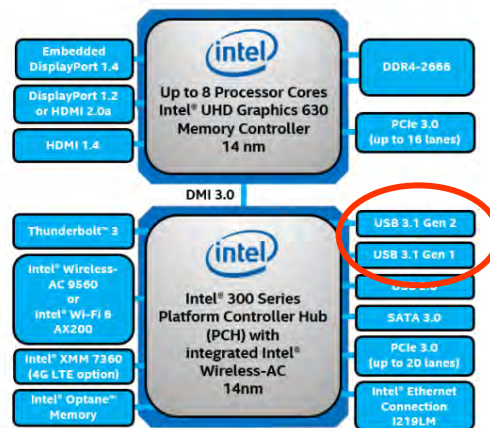 Embedded
DisplayPort 1.4
DisplayPort 1.2
or HDMI 2.0a
HDMI 1.4
intel
Up to 8 Processor Cores
Intel® UHD Graphics 630
Memory Controller
14 nm
DDR4-2666
PCIe 3.0
(up to 16 lanes)
DMI 3.0
Thunderbolt™ 3
Intel® Wireless-
AC 9560
or
Intel® Wi-Fi 6
AX200
Intel® XMM 7360
(4G LTE option)
Intel® Optane™
Memory
intel
Intel® 300 Series
Platform Controller Hub
(PCH) with
integrated Intel®
Wireless-AC
14nm
USB 3.1 Gen 2
USB 3.1 Gen 1
USB 2.0
SATA 3.0
PCIe 3.0
(up to 20 lanes)
Intel® Ethernet
Connection
I219LM